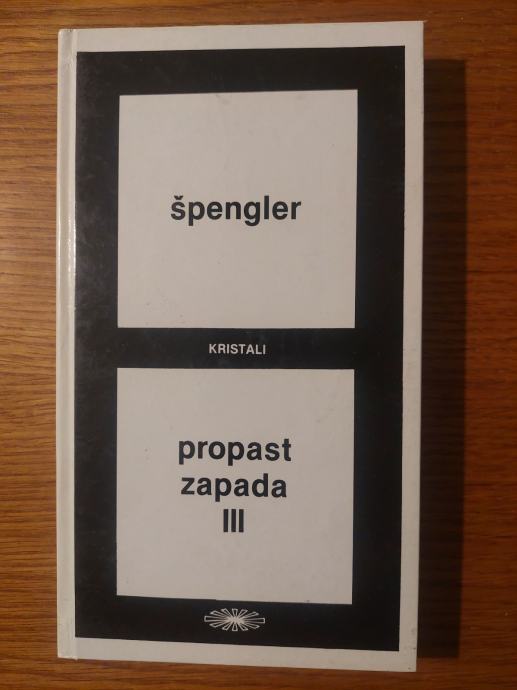 špengler
KRISTALI
propast
zapada
III